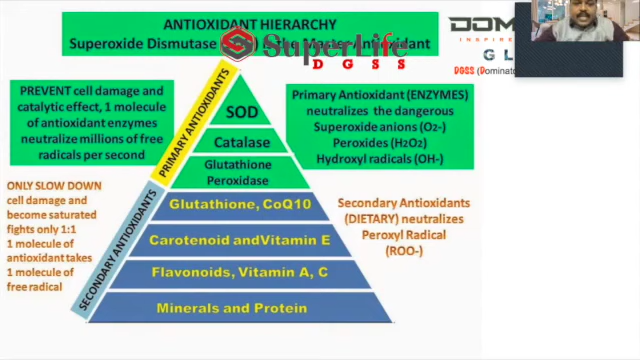 ANTIOXIDANT HIERARCHY
Superoxide Dismutase
Master Antioxidant
SuperLife
DGSS
DOM
INSPIRE
G L
DGSS (Dominat
PREVENT cell damage and
catalytic effect, 1 molecule
of antioxidant enzymes
neutralize millions of free
radicals per second
PRIMARY ANTIOXIDANTS
SOD
Catalase
Glutathione
Peroxidase
Primary Antioxidant (ENZYMES)
neutralizes the dangerous
Superoxide anions (O2-)
Peroxides (H2O2)
Hydroxyl radicals (OH-)
ONLY SLOW DOWN
cell damage and
become saturated
fights only 1:1
1 molecule of
antioxidant takes
1 molecule of
free radical
SECONDARY ANTIOXIDANTS
Glutathione, CoQ10
Carotenoid and Vitamin E
Flavonoids, Vitamin A, C
Minerals and Protein
Secondary Antioxidants
(DIETARY) neutralizes
Peroxyl Radical
(ROO-)